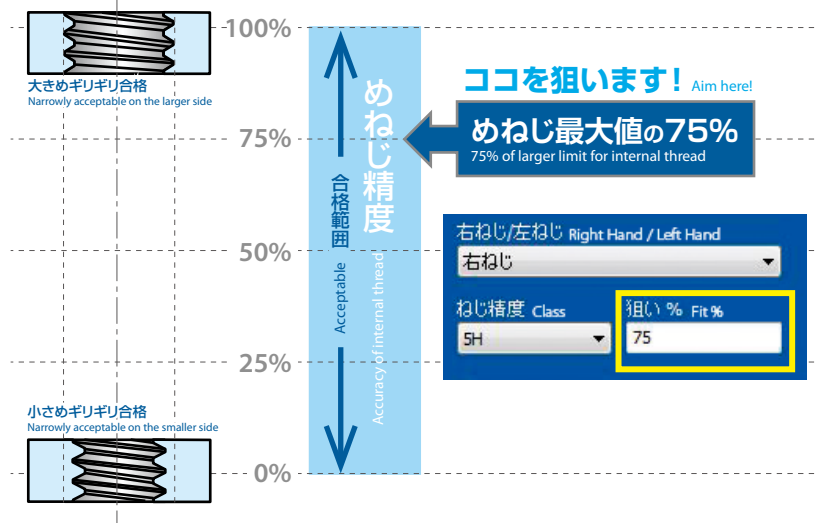 100%
大きめギリギリ合格
Narrowly acceptable on the larger side
75%
50%
25%
小さめギリギリ合格
Narrowly acceptable on the smaller side
0%
合格範囲 Acceptable
めねじ精度 Accuracy of internal thread
ココを狙います! Aim here!
めねじ最大値の75%
75% of larger limit for internal thread
右ねじ/左ねじ Right Hand / Left Hand
右ねじ
ねじ精度 Class
5H
狙い % Fit%
75